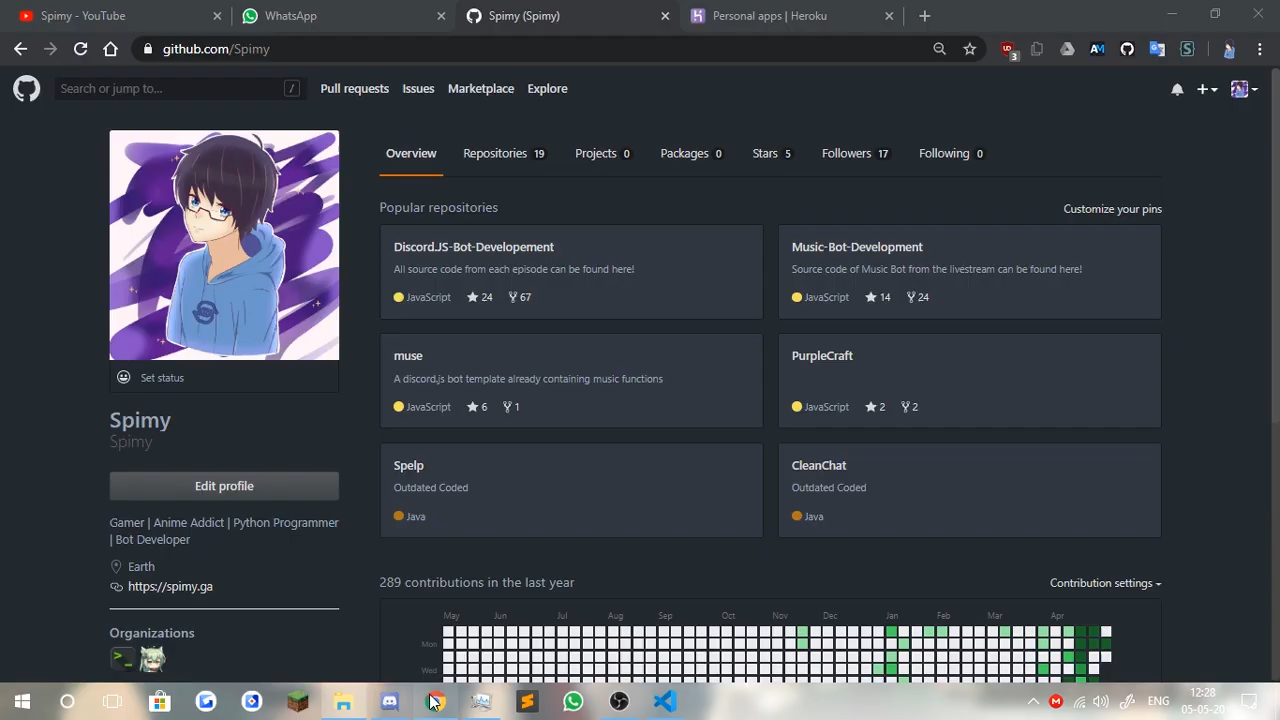 Spimy - YouTube
WhatsApp
Spimy (Spimy)
Personal apps | Heroku
github.com/Spimy
3
Search or jump to...
/
Pull requests
Issues
Marketplace
Explore
Overview
Repositories 19
Projects 0
Packages 0
Stars 5
Followers 17
Following 0
Set status
Spimy
Spimy
Edit profile
Gamer | Anime Addict | Python Programmer
| Bot Developer
Earth
https://spimy.ga
Organizations
Popular repositories
Customize your pins
Discord.JS-Bot-Developement
All source code from each episode can be found here!
JavaScript 24 67
Music-Bot-Development
Source code of Music Bot from the livestream can be found here!
JavaScript 14 24
muse
A discord.js bot template already containing music functions
JavaScript 6 1
PurpleCraft
JavaScript 2 2
Spelp
Outdated Coded
Java
CleanChat
Outdated Coded
Java
289 contributions in the last year
Contribution settings
May Jun Jul Aug Sep Oct Nov Dec Jan Feb Mar Apr
Mon
Wed
ENG
12:28
05-05-20